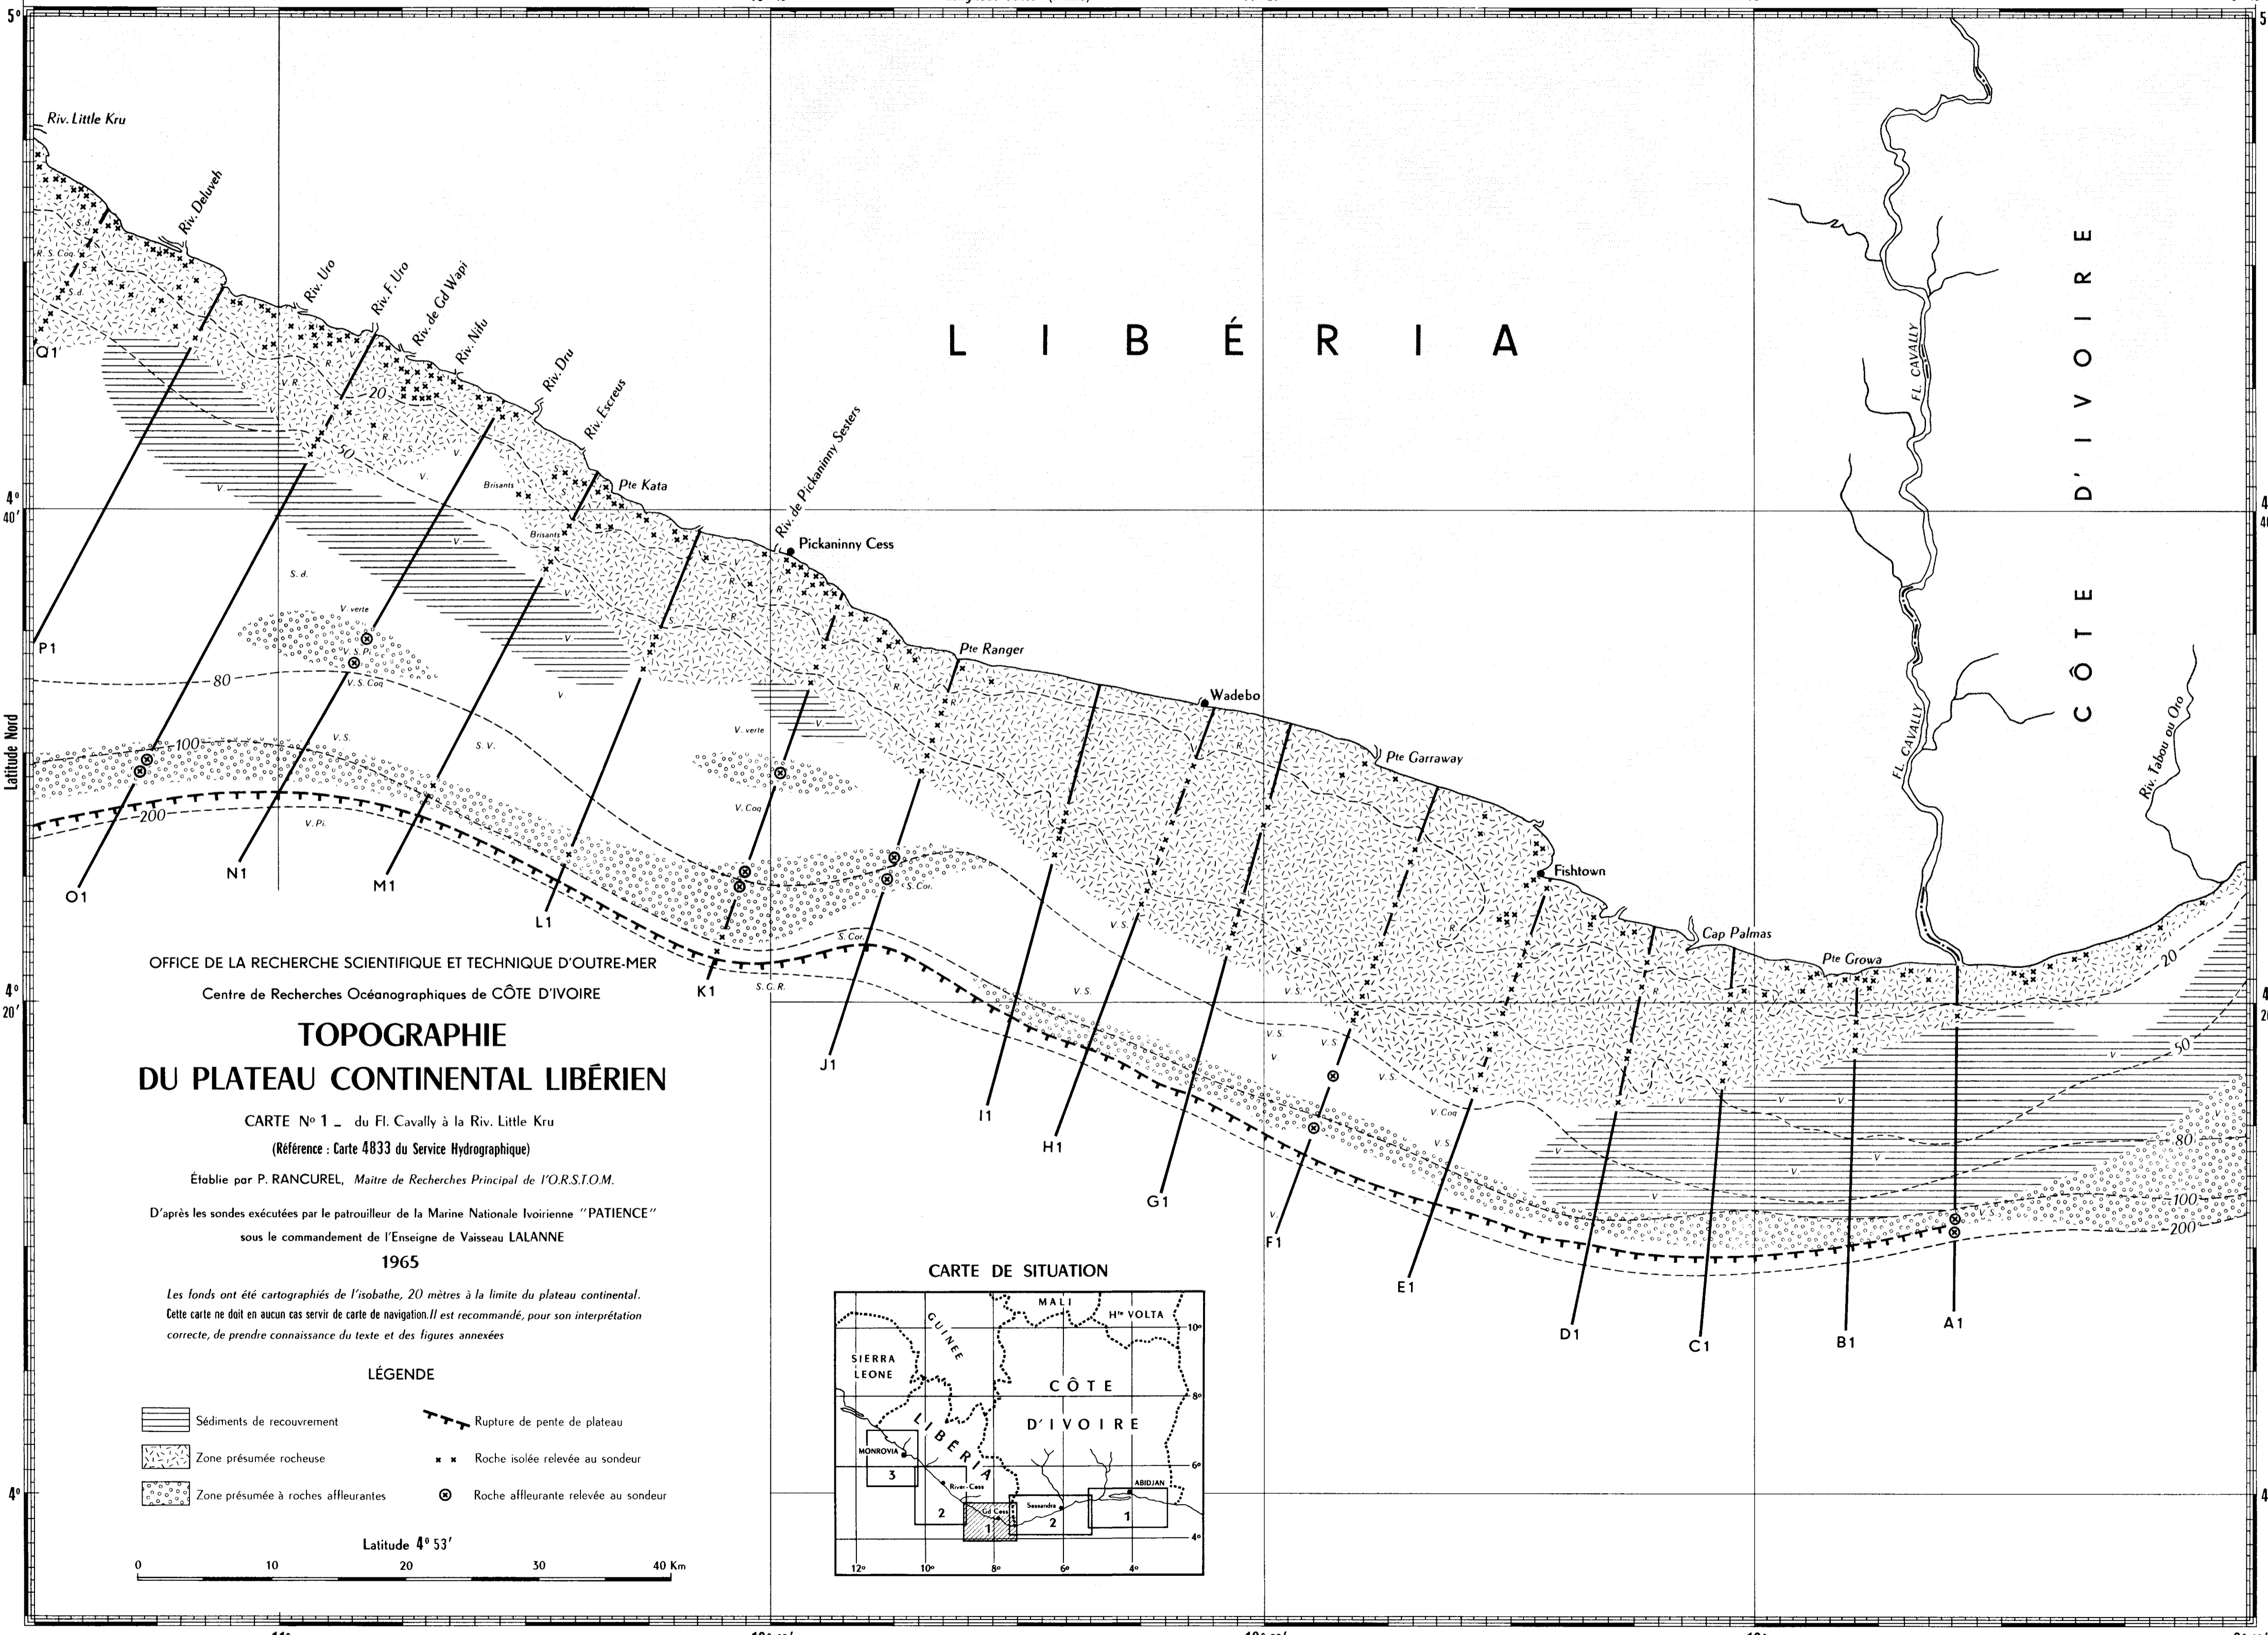 5°
Riv. Little Kru
Riv. Deluveh
Riv. Uro
Riv. F. Uro
Riv. de Gd Wapi
Riv. Nifu
Riv. Dru
Riv. Escreus
Pte Kata
Riv. de Pickaninny Sesters
Pickaninny Cess
Pte Ranger
Wadebo
Pte Garraway
Fishtown
Cap Palmas
Pte Growa
LIBÉRIA
CÔTE D'IVOIRE
FL. CAVALLY
FL. CAVALLY
Riv. Tabou ou Oro
S.d.
R. S. Coq.
S.
S.d.
Q1
V.R.
R.
20
50
Brisants
Brisants
4° 40'
S. d.
V. verte
V. S. Pi.
V. S. Coq
80
P1
V. S.
S. V.
V. verte
V. Coq
100
200
V. Pi.
S. Cor.
S. Cor.
S. G. R.
V. S.
V. S.
V. S.
V. S.
V.
V. S.
V. S.
V. Coq
V. S.
V. S.
20
50
80
100
200
Latitude Nord
O1
N1
M1
L1
K1
J1
I1
H1
G1
F1
E1
D1
C1
B1
A1
4° 20'
OFFICE DE LA RECHERCHE SCIENTIFIQUE ET TECHNIQUE D'OUTRE-MER
Centre de Recherches Océanographiques de CÔTE D'IVOIRE
TOPOGRAPHIE
DU PLATEAU CONTINENTAL LIBÉRIEN
CARTE No 1 _ du Fl. Cavally à la Riv. Little Kru
(Référence : Carte 4833 du Service Hydrographique)
Établie par P. RANCUREL, Maitre de Recherches Principal de l'O.R.S.T.O.M.
D'après les sondes exécutées par le patrouilleur de la Marine Nationale Ivoirienne "PATIENCE"
sous le commandement de l'Enseigne de Vaisseau LALANNE
1965
Les fonds ont été cartographiés de l'isobathe, 20 mètres à la limite du plateau continental.
Cette carte ne doit en aucun cas servir de carte de navigation. Il est recommandé, pour son interprétation
correcte, de prendre connaissance du texte et des figures annexées
LÉGENDE
Sédiments de recouvrement
Rupture de pente de plateau
Zone présumée rocheuse
Roche isolée relevée au sondeur
Zone présumée à roches affleurantes
Roche affleurante relevée au sondeur
4°
Latitude 4° 53'
0 10 20 30 40 Km
CARTE DE SITUATION
MALI
Hte VOLTA
GUINEE
SIERRA
LEONE
CÔTE
D'IVOIRE
LIBÉRIA
MONROVIA
River-Cess
Gd Cess
Sassandra
ABIDJAN
3
2
1
2
1
10°
8°
6°
4°
12° 10° 8° 6° 4°